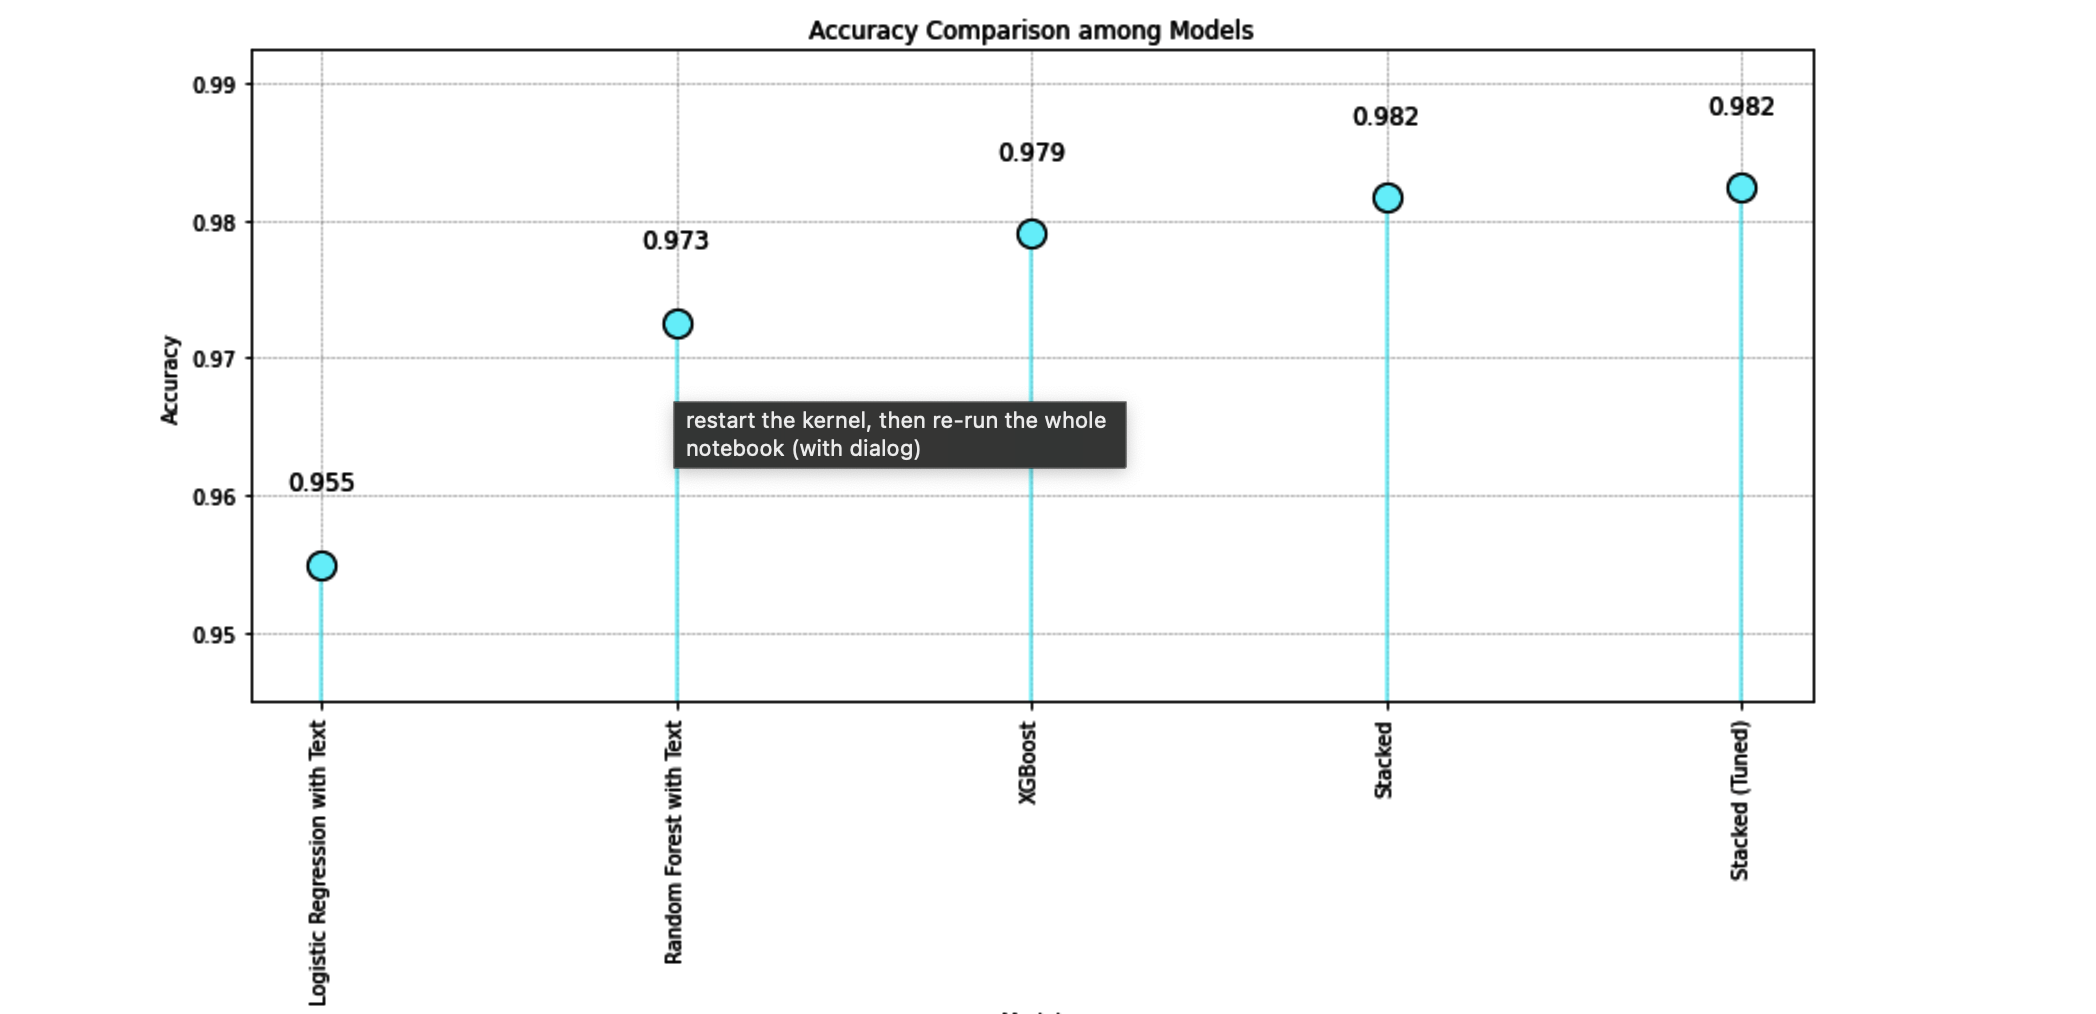 Accuracy Comparison among Models
0.99
0.98
0.97
0.96
0.95
Accuracy
0.955
0.973
0.979
0.982
0.982
restart the kernel, then re-run the whole
notebook (with dialog)
Logistic Regression with Text
Random Forest with Text
XGBoost
Stacked
Stacked (Tuned)